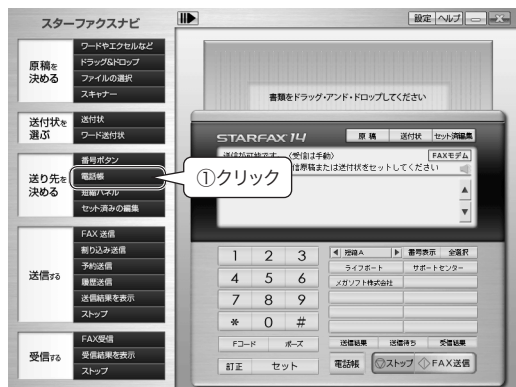 スターファクスナビ
設定 ヘルプ
原稿を
決める
ワードやエクセルなど
ドラッグ&ドロップ
ファイルの選択
スキャナー
送付状を
選ぶ
送付状
ワード送付状
送り先を
決める
番号ボタン
電話帳
短縮パネル
セット済みの編集
送信する
FAX 送信
割り込み送信
予約送信
履歴送信
送信結果を表示
ストップ
受信する
FAX受信
受信結果を表示
ストップ
書類をドラッグ・アンド・ドロップしてください
STARFAX 14
原 稿 送付状 セット済編集
送信が可能です。 (受信は手動)
FAXモデム
信原稿または送付状をセットしてください
①クリック
1 2 3
4 5 6
7 8 9
* 0 #
Fコード ポーズ
訂正 セット
短縮A 番号表示 全選択
ライフボート サポートセンター
メガソフト株式会社
送信結果 送信待ち 受信結果
電話帳 ストップ FAX送信